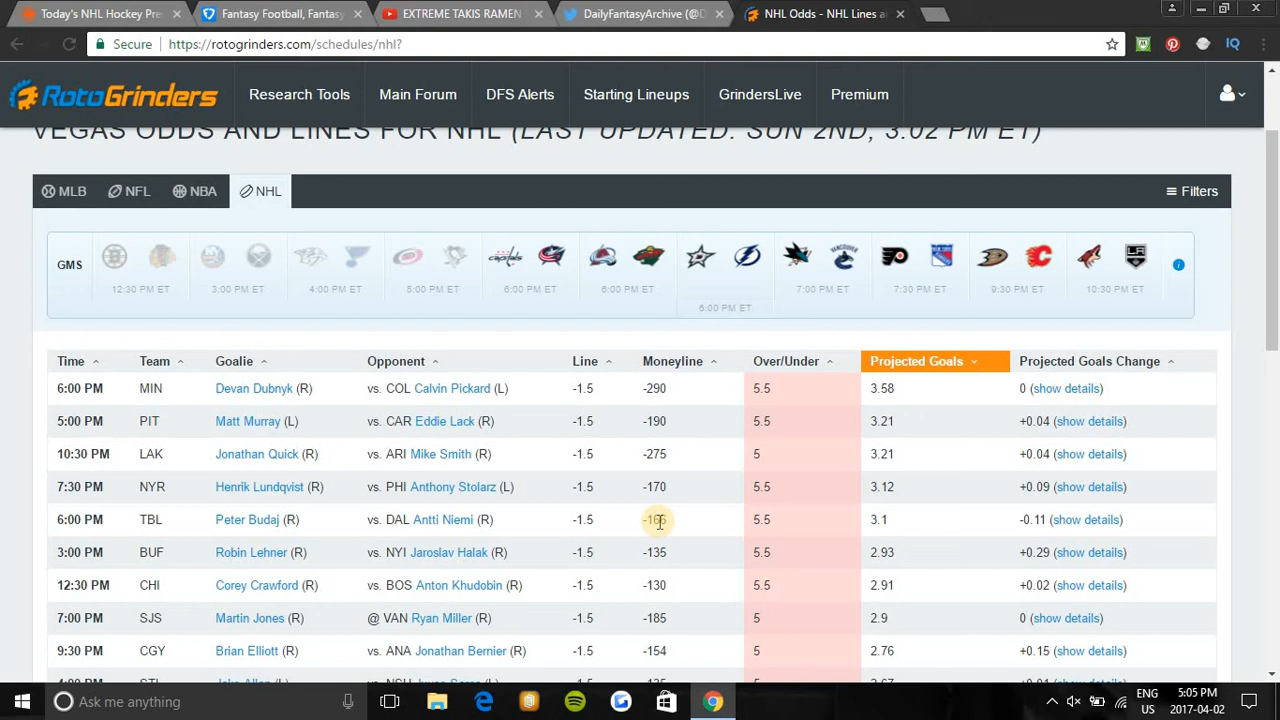 Today's NHL Hockey Pre
Fantasy Football, Fantas
EXTREME TAKIS RAMEN
DailyFantasyArchive (@D
NHL Odds - NHL Lines a
Secure
https://rotogrinders.com/schedules/nhl?
IQ
ROTOGRINDERS
Research Tools
Main Forum
DFS Alerts
Starting Lineups
GrindersLive
Premium
VEGAS ODDS AND LINES FOR NHL (LAST UPDATED: SUN 2ND, 3:02 PM ET)
MLB NFL NBA NHL Filters
GMS
12:30 PM ET 3:00 PM ET 4:00 PM ET 5:00 PM ET 6:00 PM ET 6:00 PM ET 6:00 PM ET 7:00 PM ET 7:30 PM ET 9:30 PM ET 10:30 PM ET
Time Team Goalie Opponent Line Moneyline Over/Under Projected Goals Projected Goals Change
6:00 PM MIN Devan Dubnyk (R) vs. COL Calvin Pickard (L) -1.5 -290 5.5 3.58 0 (show details)
5:00 PM PIT Matt Murray (L) vs. CAR Eddie Lack (R) -1.5 -190 5.5 3.21 +0.04 (show details)
10:30 PM LAK Jonathan Quick (R) vs. ARI Mike Smith (R) -1.5 -275 5 3.21 +0.04 (show details)
7:30 PM NYR Henrik Lundqvist (R) vs. PHI Anthony Stolarz (L) -1.5 -170 5.5 3.12 +0.09 (show details)
6:00 PM TBL Peter Budaj (R) vs. DAL Antti Niemi (R) -1.5 -165 5.5 3.1 -0.11 (show details)
3:00 PM BUF Robin Lehner (R) vs. NYI Jaroslav Halak (R) -1.5 -135 5.5 2.93 +0.29 (show details)
12:30 PM CHI Corey Crawford (R) vs. BOS Anton Khudobin (R) -1.5 -130 5.5 2.91 +0.02 (show details)
7:00 PM SJS Martin Jones (R) @ VAN Ryan Miller (R) -1.5 -185 5 2.9 0 (show details)
9:30 PM CGY Brian Elliott (R) vs. ANA Jonathan Bernier (R) -1.5 -154 5 2.76 +0.15 (show details)
Ask me anything
ENG
US
5:05 PM
2017-04-02